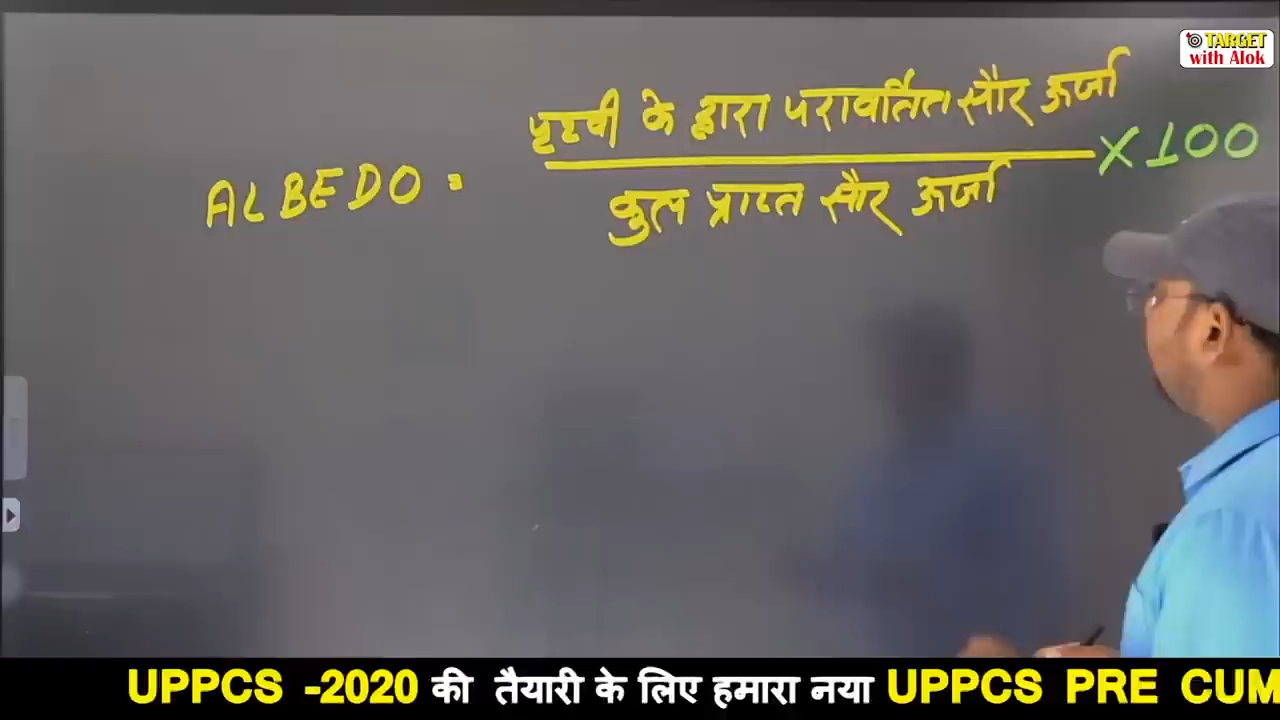 TARGET
with Alok
पृथ्वी के द्वारा परावर्तित सौर ऊर्जा
ALBEDO = × 100
कुल प्राप्त सौर ऊर्जा
UPPCS -2020 की तैयारी के लिए हमारा नया UPPCS PRE CUM